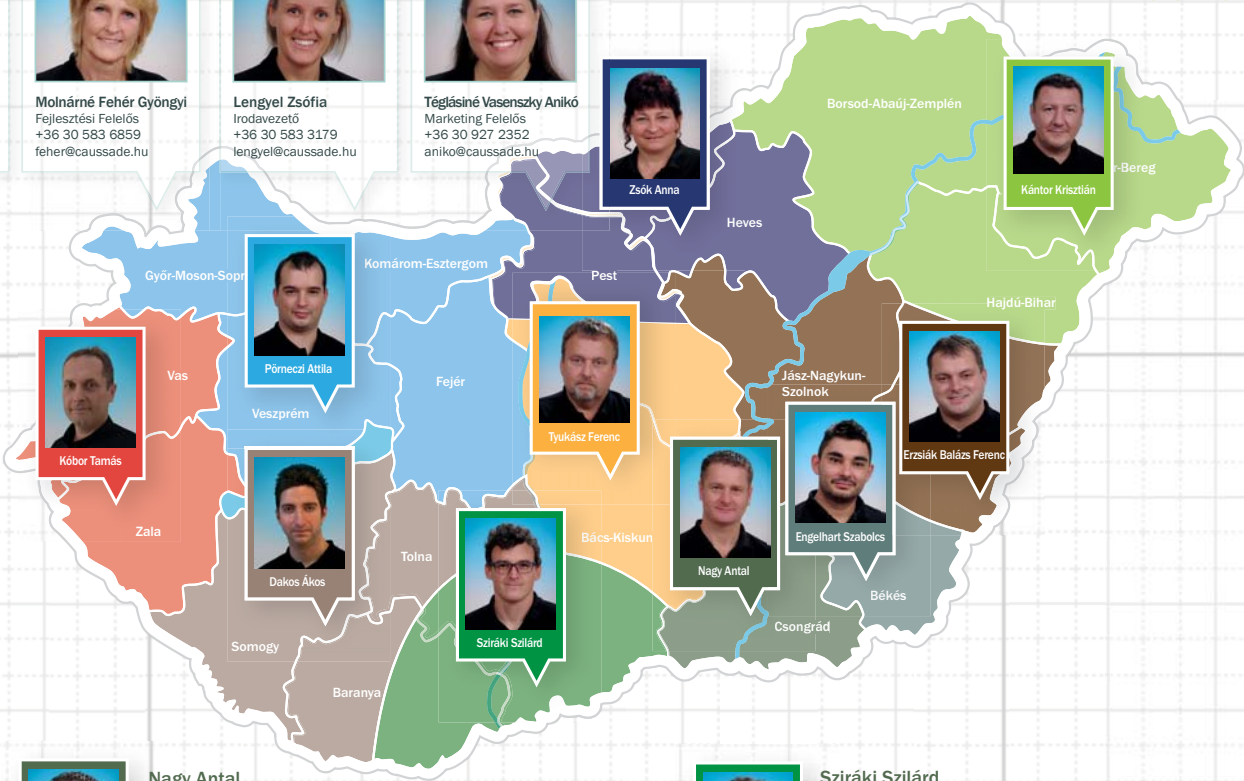 Molnárné Fehér Gyöngyi
Fejlesztési Felelős
+36 30 583 6859
feher@caussade.hu
Lengyel Zsófia
Irodavezető
+36 30 583 3179
lengyel@caussade.hu
Téglásiné Vasenszky Anikó
Marketing Felelős
+36 30 927 2352
aniko@caussade.hu
Borsod-Abaúj-Zemplén
r-Bereg
Zsók Anna
Kántor Krisztián
Heves
Győr-Moson-Sopr
Komárom-Esztergom
Pest
Hajdú-Bihar
Pörneczi Attila
Vas
Fejér
Jász-Nagykun-
Szolnok
Veszprém
Tyukász Ferenc
Erzsiák Balázs Ferenc
Kóbor Tamás
Zala
Bács-Kiskun
Engelhart Szabolcs
Tolna
Nagy Antal
Dakos Ákos
Békés
Csongrád
Sziráki Szilárd
Somogy
Baranya
Nagy Antal
Sziráki Szilárd